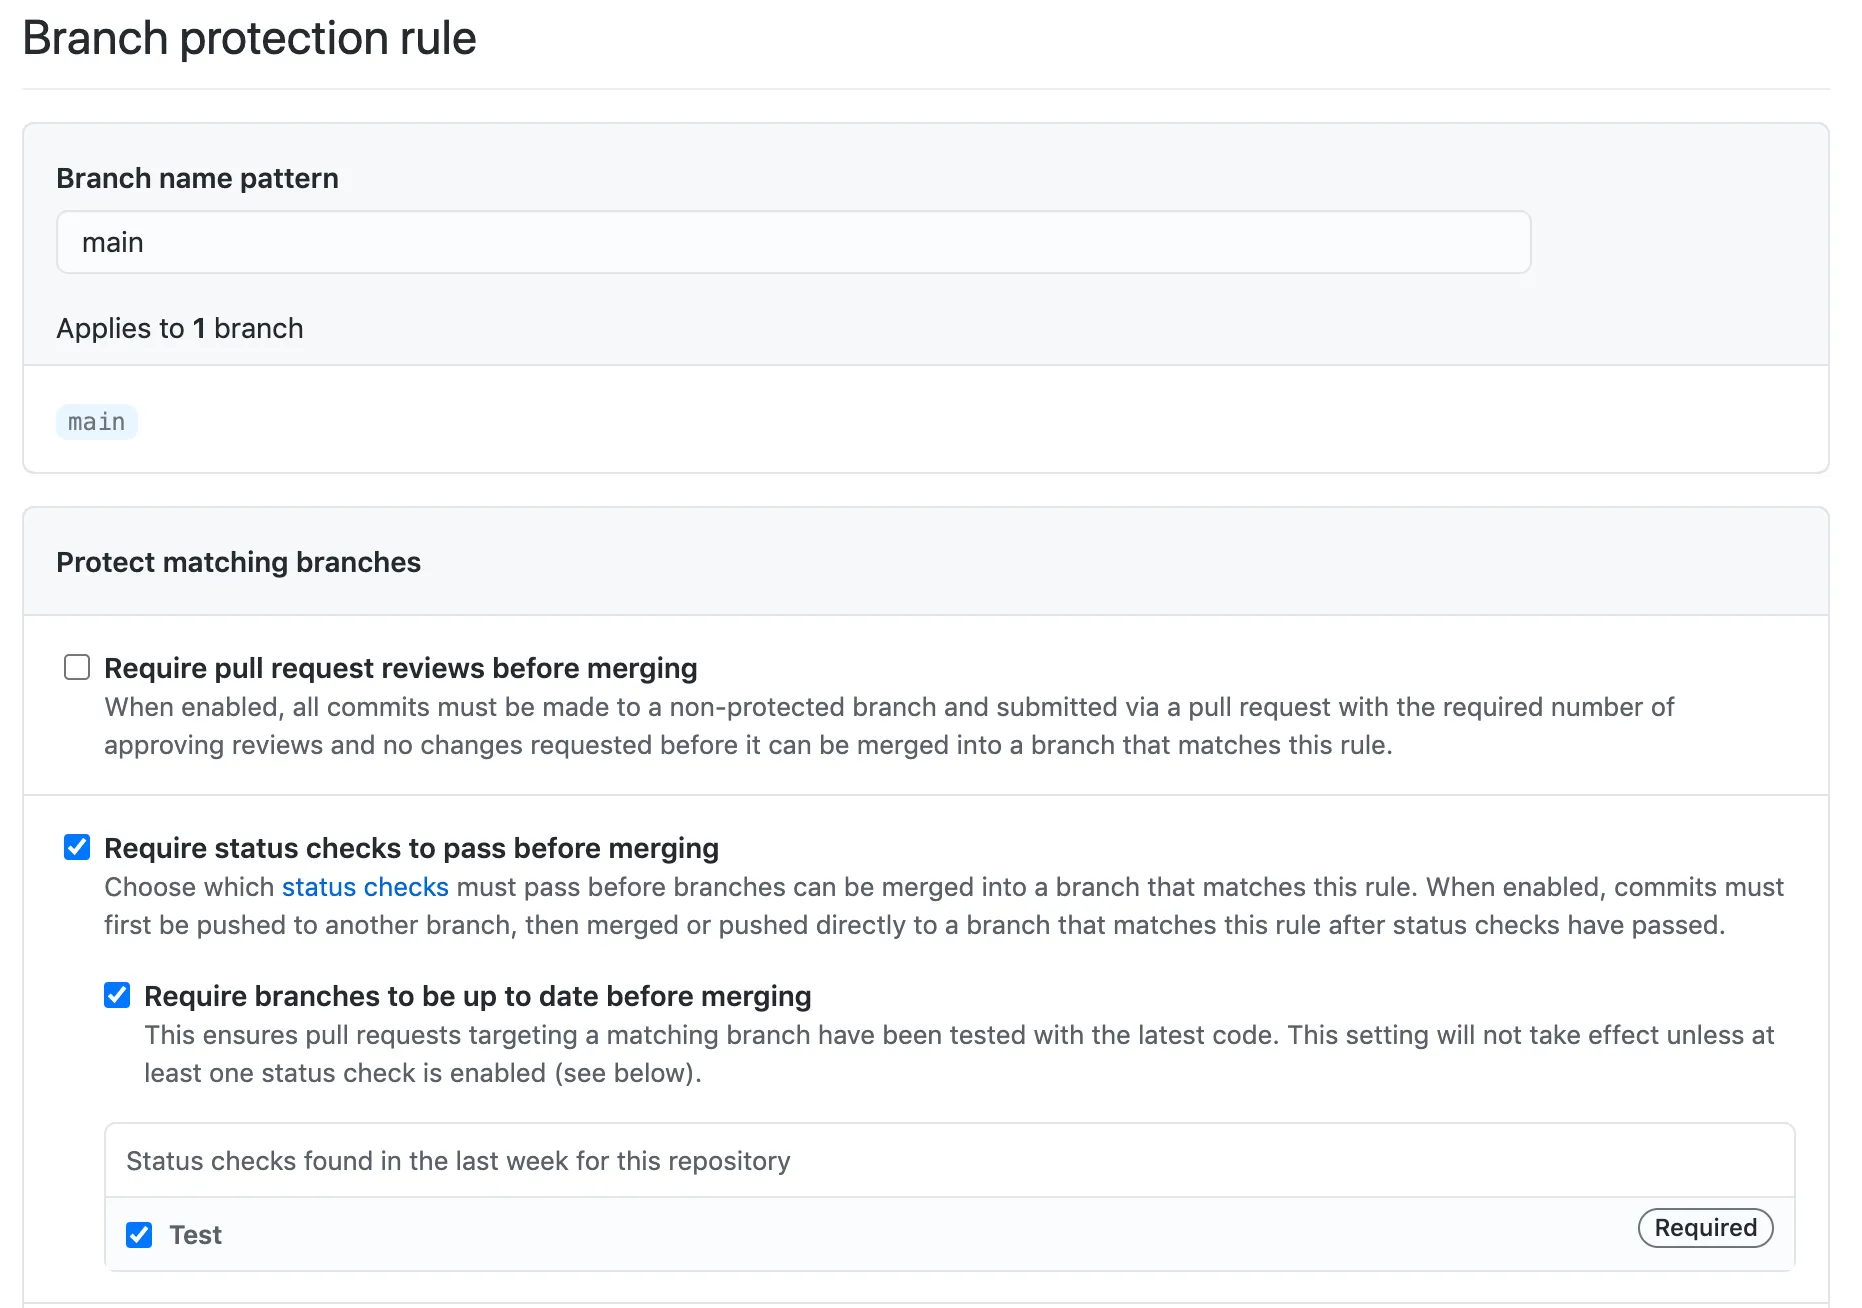 Branch protection rule
Branch name pattern
main
Applies to 1 branch
main
Protect matching branches
Require pull request reviews before merging
When enabled, all commits must be made to a non-protected branch and submitted via a pull request with the required number of
approving reviews and no changes requested before it can be merged into a branch that matches this rule.
Require status checks to pass before merging
Choose which status checks must pass before branches can be merged into a branch that matches this rule. When enabled, commits must
first be pushed to another branch, then merged or pushed directly to a branch that matches this rule after status checks have passed.
Require branches to be up to date before merging
This ensures pull requests targeting a matching branch have been tested with the latest code. This setting will not take effect unless at
least one status check is enabled (see below).
Status checks found in the last week for this repository
Test
Required